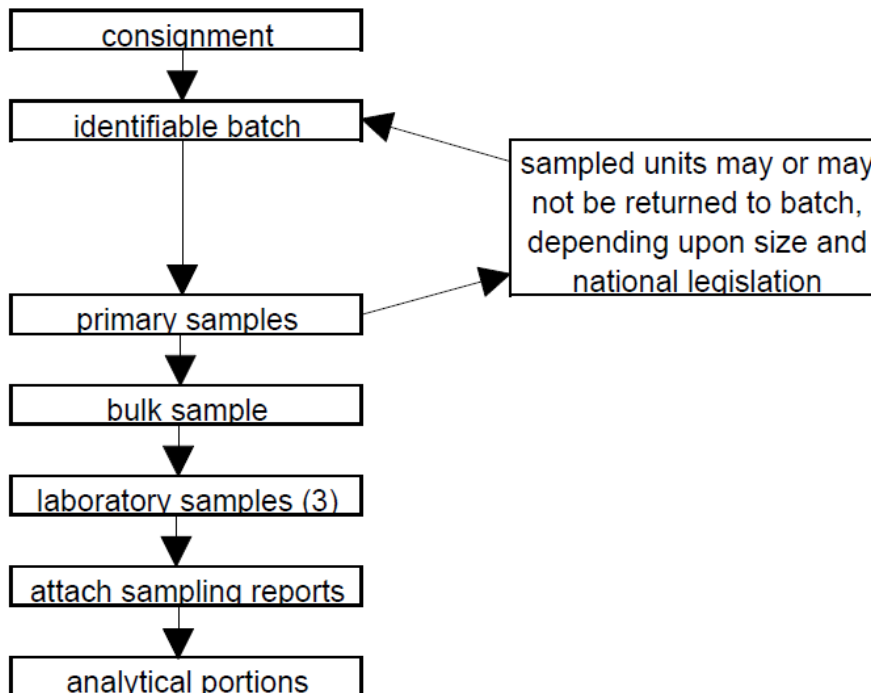 consignment
identifiable batch
sampled units may or may
not be returned to batch,
depending upon size and
national legislation
primary samples
bulk sample
laboratory samples (3)
attach sampling reports
analytical portions